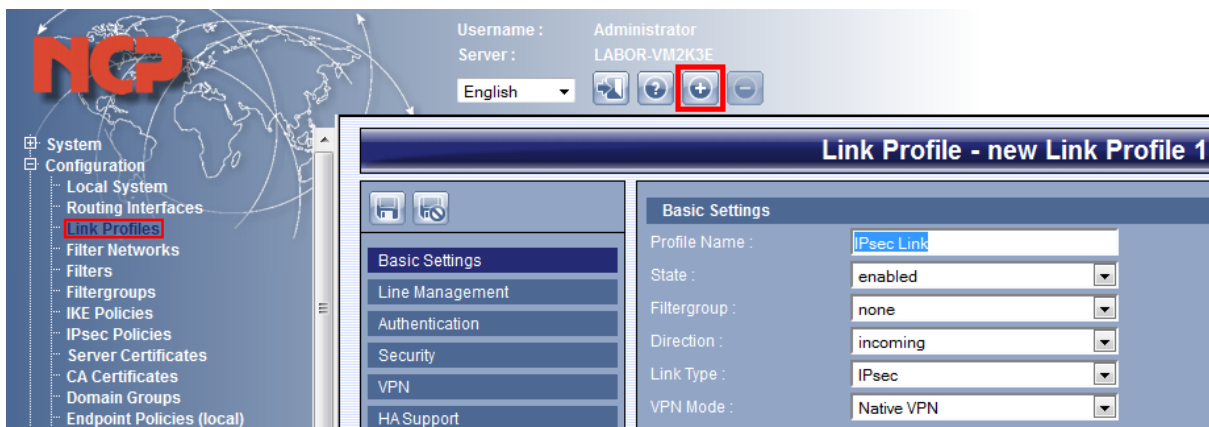 NCP
Username : Administrator
Server : LABOR-VM2K3E
English
System
Configuration
Local System
Routing Interfaces
Link Profiles
Filter Networks
Filters
Filtergroups
IKE Policies
IPsec Policies
Server Certificates
CA Certificates
Domain Groups
Endpoint Policies (local)
Link Profile - new Link Profile 1
Basic Settings
Line Management
Authentication
Security
VPN
HA Support
Basic Settings
Profile Name : IPsec Link
State : enabled
Filtergroup : none
Direction : incoming
Link Type : IPsec
VPN Mode : Native VPN